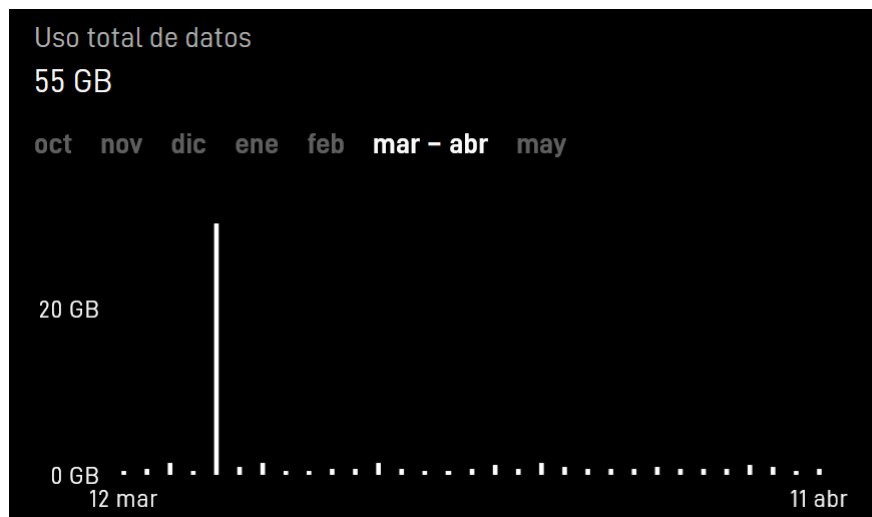 Uso total de datos
55 GB
oct nov dic ene feb mar – abr may
20 GB
0 GB
12 mar 11 abr